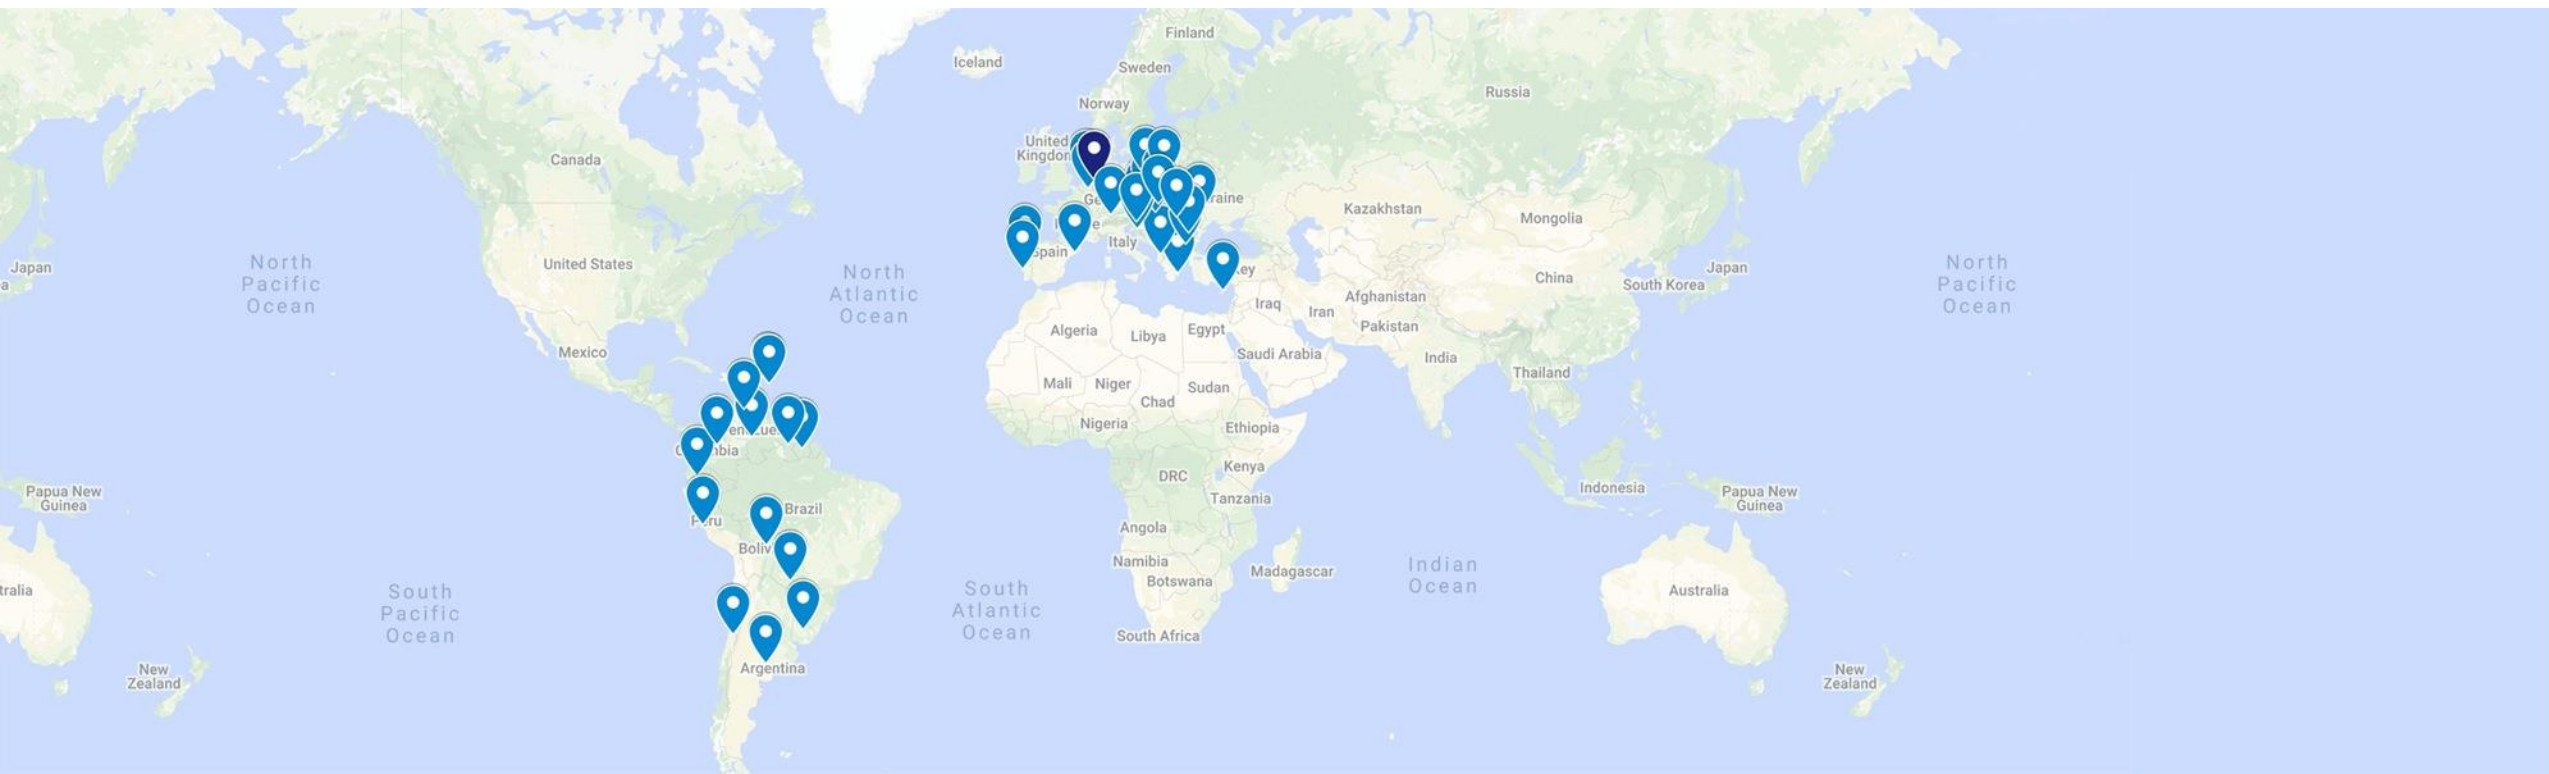 Finland
Iceland
Sweden
Russia
Norway
United
Canada
Kazakhstan
Mongolia
North
Pacific
Ocean
United States
North
Atlantic
Ocean
Italy
Japan
China
South Korea
Japan
North
Pacific
Ocean
Iraq
Iran
Afghanistan
Pakistan
Algeria
Libya
Egypt
Mexico
Saudi Arabia
India
Thailand
Mali
Niger
Sudan
Chad
Nigeria
Ethiopia
Kenya
DRC
Tanzania
Papua New
Guinea
Brazil
Indonesia
Papua New
Guinea
Angola
Namibia
Botswana
Madagascar
Indian
Ocean
South
Pacific
Ocean
South
Atlantic
Ocean
Australia
South Africa
Argentina
New
Zealand
New
Zealand